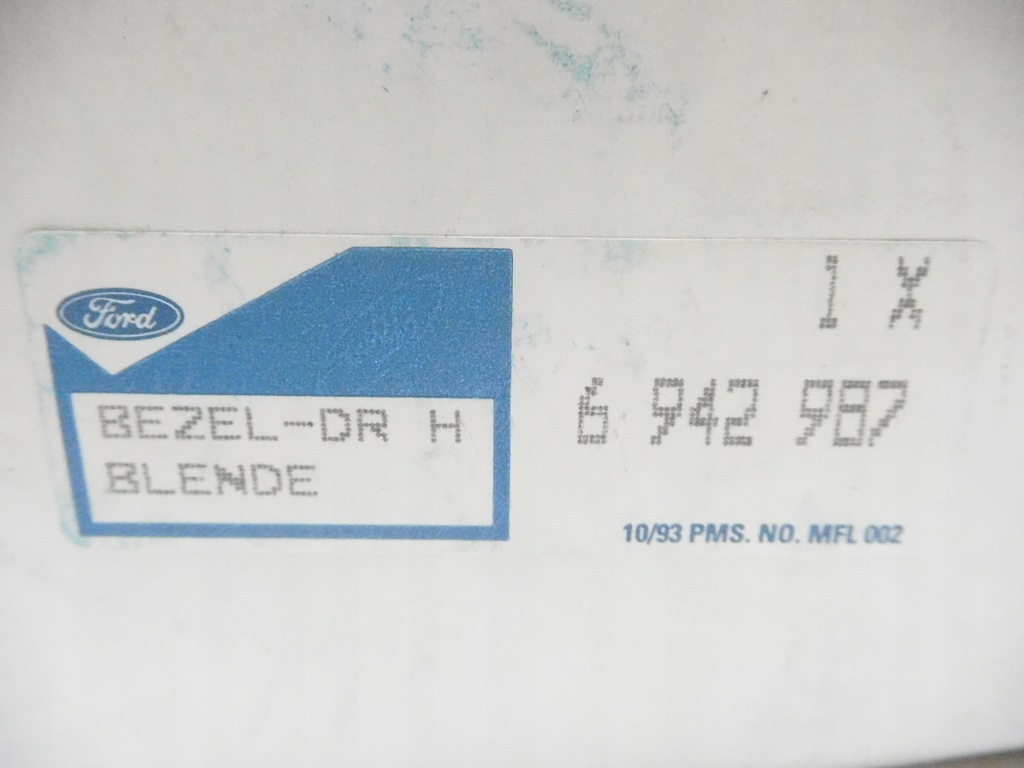 Ford
1 X
BEZEL-DR H
6 942 987
BLENDE
10/93 PMS. NO. MFL 002